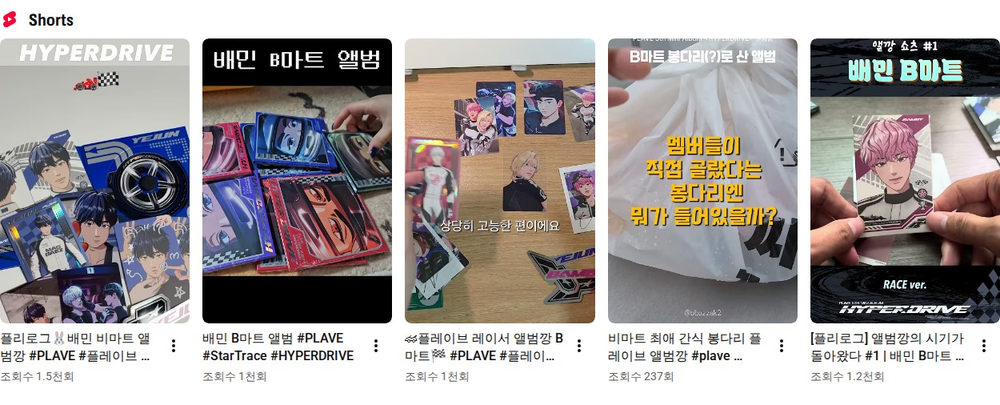 Shorts
HYPERDRIVE
YEJUN
플리로그🐰배민 비마트 앨
범깡 #PLAVE #플레이브 ...
조회수 1.5천회
배민 B마트 앨범
배민 B마트 앨범 #PLAVE
#StarTrace #HYPERDRIVE
조회수 1천회
상당히 고능한 편이에요
YEJUN
BAMBY
🏎플레이브 레이서 앨범깡 B
마트🏁 #PLAVE #플레이...
조회수 1천회
B마트 봉다리(?)로 산 앨범
멤버들이
직접 골랐다는
봉다리엔
뭐가 들어있을까?
@bbazzak2
비마트 최애 간식 봉다리 플
레이브 앨범깡 #plave ...
조회수 237회
앨깡 쇼츠 #1
배민 B마트
BAMBY
RACE ver.
HYPERDRIVE
[플리로그] 앨범깡의 시기가
돌아왔다 #1 | 배민 B마트 ...
조회수 1.2천회